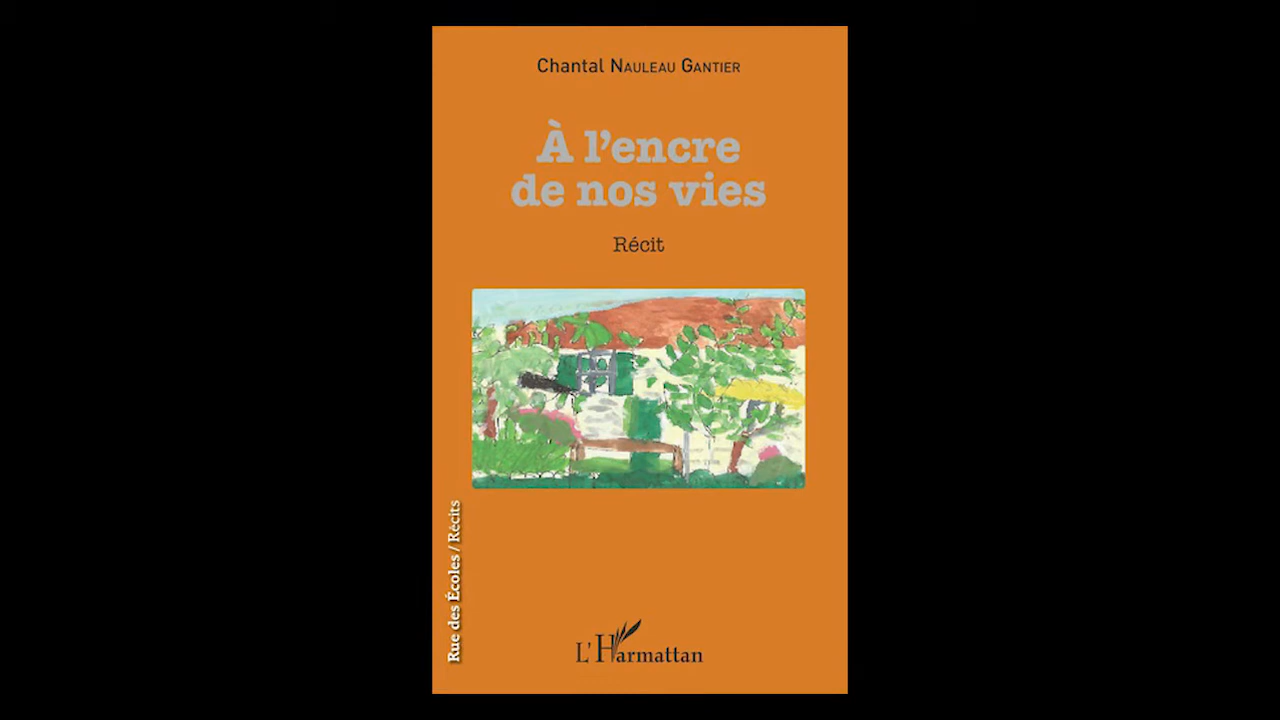 Chantal NAULEAU GANTIER
À l'encre
de nos vies
Récit
Rue des Écoles / Récits
L'Harmattan